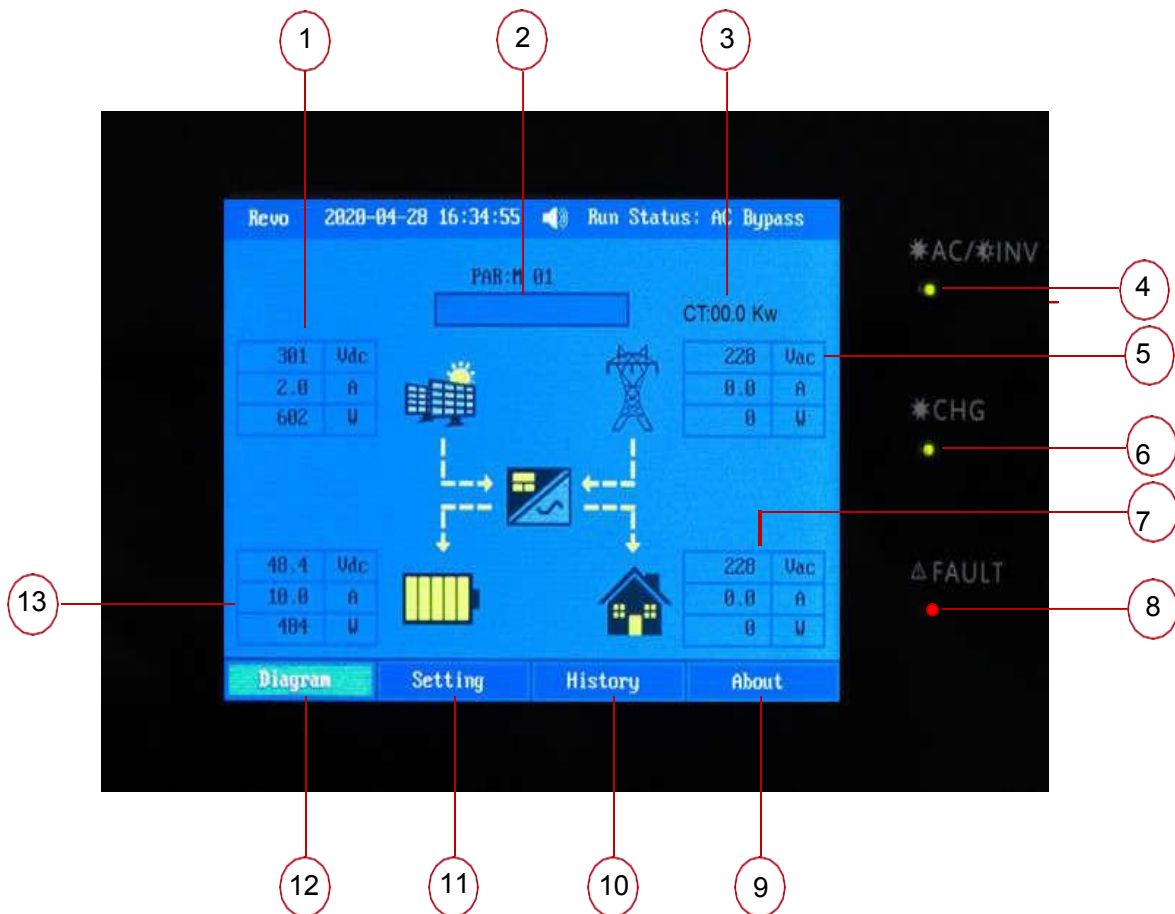 1 2 3
Revo 2020-04-28 16:34:55 Run Status: AC Bypass
AC/ INV
4
PAR:M 01
CT:00.0 Kw
301 Vdc
2.0 A
602 W
228 Vac
0.0 A
0 W
5
CHG
6
7
48.4 Vdc
10.0 A
484 W
228 Vac
0.0 A
0 W
FAULT
8
13
Diagram Setting History About
12 11 10 9